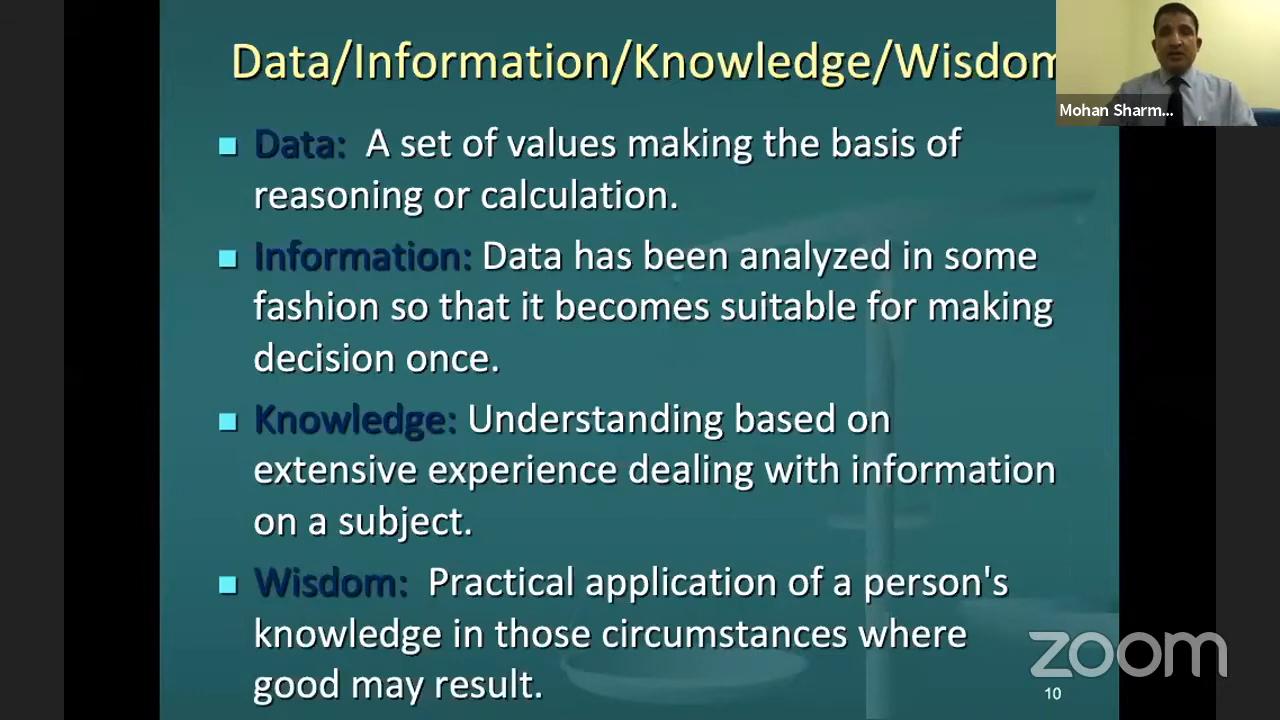 Data/Information/Knowledge/Wisdom
Mohan Sharm...
Data: A set of values making the basis of
reasoning or calculation.
Information: Data has been analyzed in some
fashion so that it becomes suitable for making
decision once.
Knowledge: Understanding based on
extensive experience dealing with information
on a subject.
Wisdom: Practical application of a person's
knowledge in those circumstances where
good may result.
zoom
10